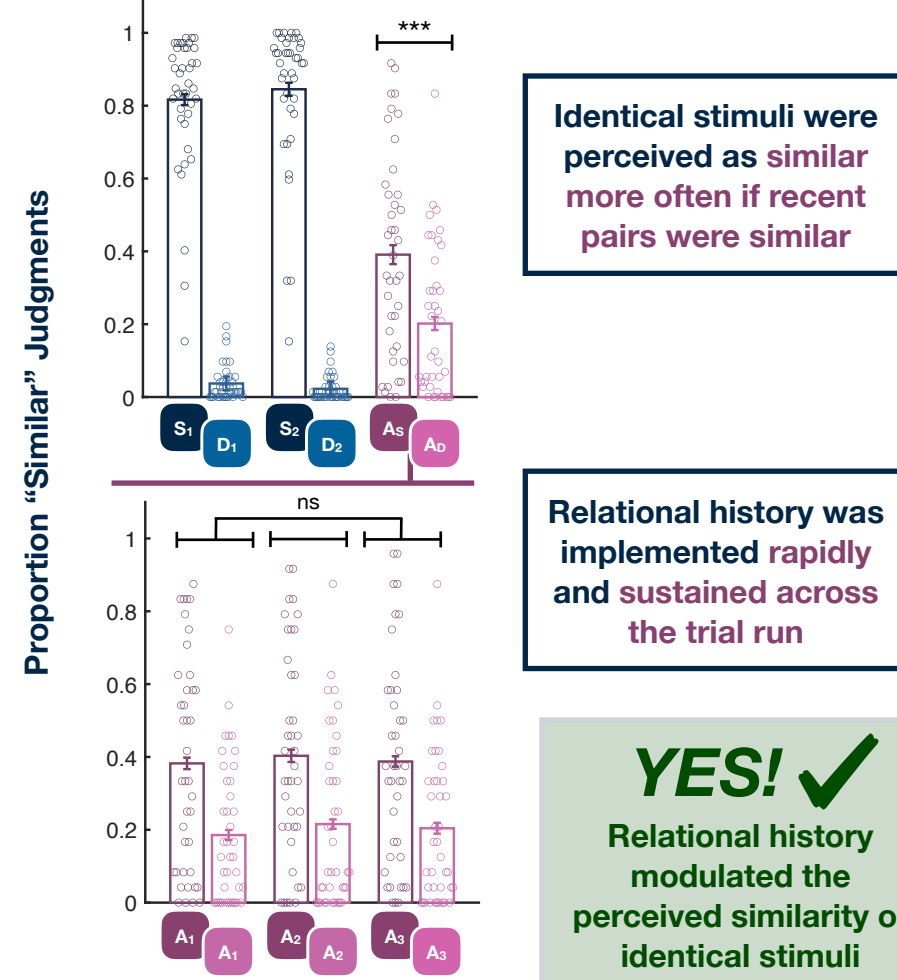 Proportion “Similar” Judgments
1
0.8
0.6
0.4
0.2
0
***
S1
D1
S2
D2
AS
AD
Identical stimuli were
perceived as similar
more often if recent
pairs were similar
ns
1
0.8
0.6
0.4
0.2
0
A1
A1
A2
A2
A3
A3
Relational history was
implemented rapidly
and sustained across
the trial run
YES! ✓
Relational history
modulated the
perceived similarity o
identical stimuli